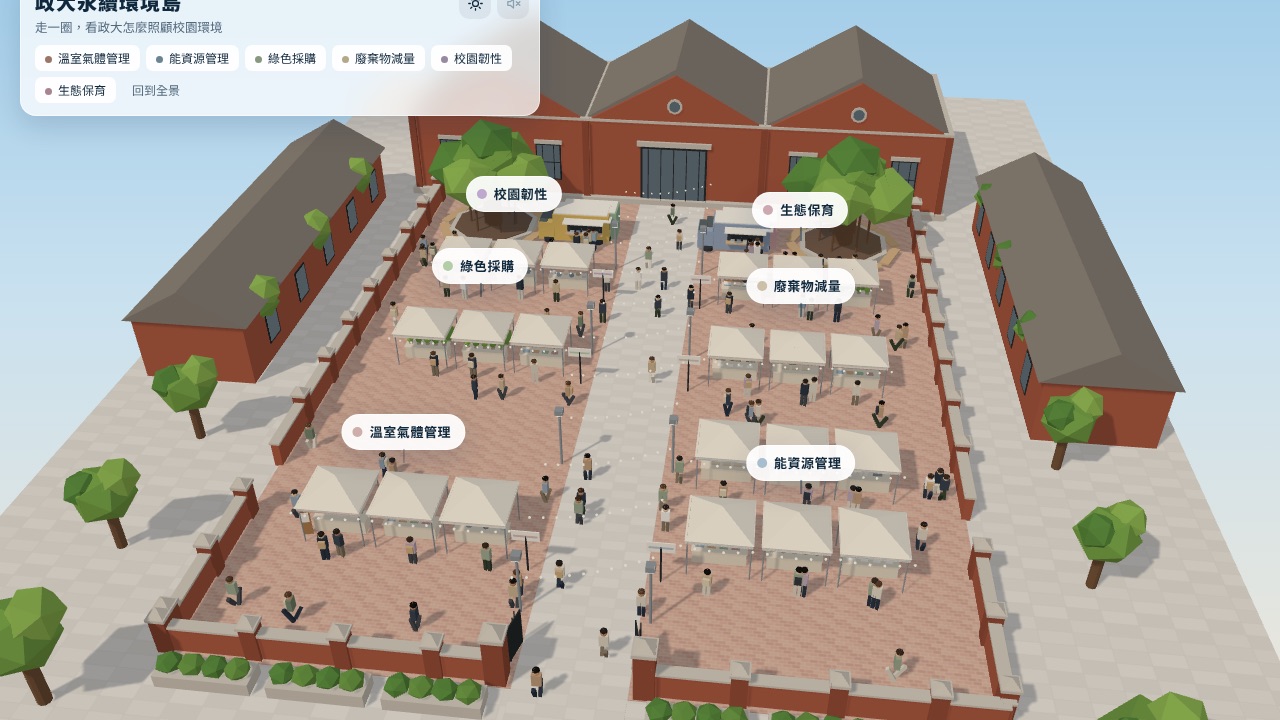 政大永續環境島
走一圈，看政大怎麼照顧校園環境
溫室氣體管理
能資源管理
綠色採購
廢棄物減量
校園韌性
生態保育
回到全景
校園韌性
生態保育
綠色採購
廢棄物減量
溫室氣體管理
能資源管理